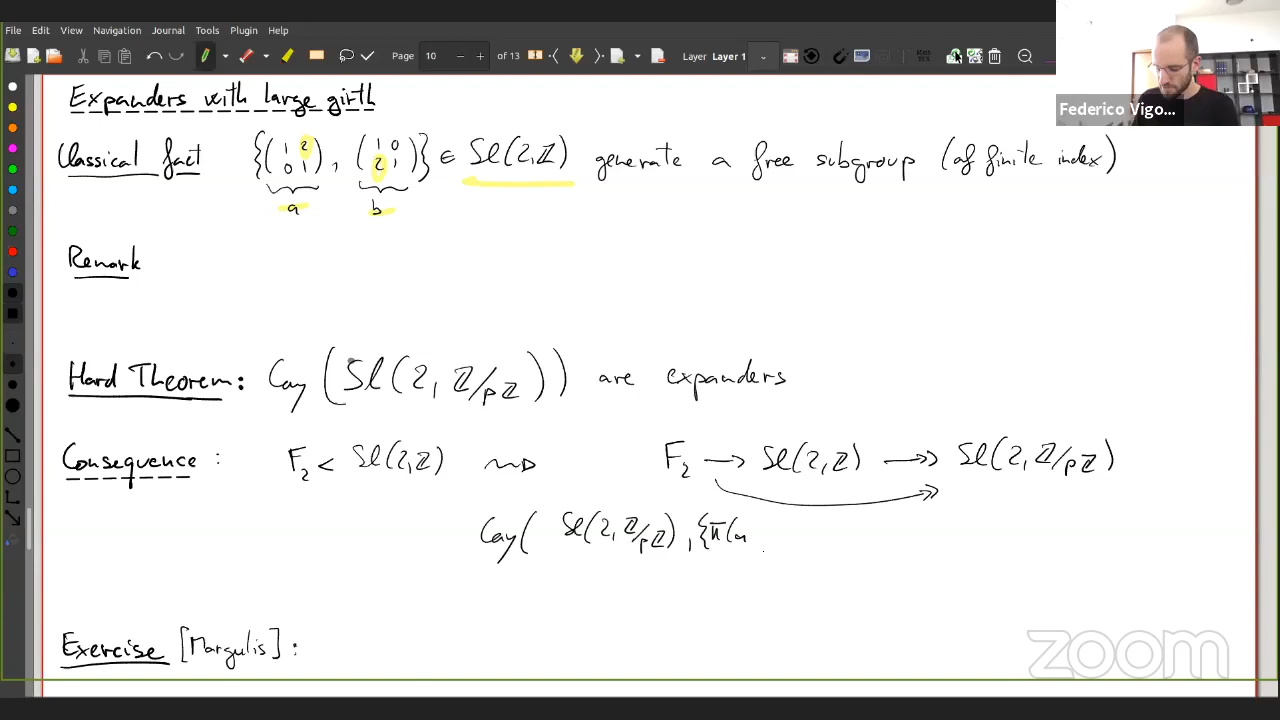 File Edit View Navigation Journal Tools Plugin Help
Page 10 of 13 Layer Layer 1
Federico Vigo...
Expanders with large girth
Classical fact {(1 2 0 1), (1 0 2 1)} ∈ Sl(2,ℤ) generate a free subgroup (of finite index)
a b
Remark
Hard Theorem: Cay(Sl(2, ℤ/pℤ)) are expanders
Consequence: F₂ < Sl(2,ℤ) ⇝ F₂ → Sl(2,ℤ) ↠ Sl(2, ℤ/pℤ)
Cay( Sl(2, ℤ/pℤ), {π(a
Exercise [Margulis]:
zoom